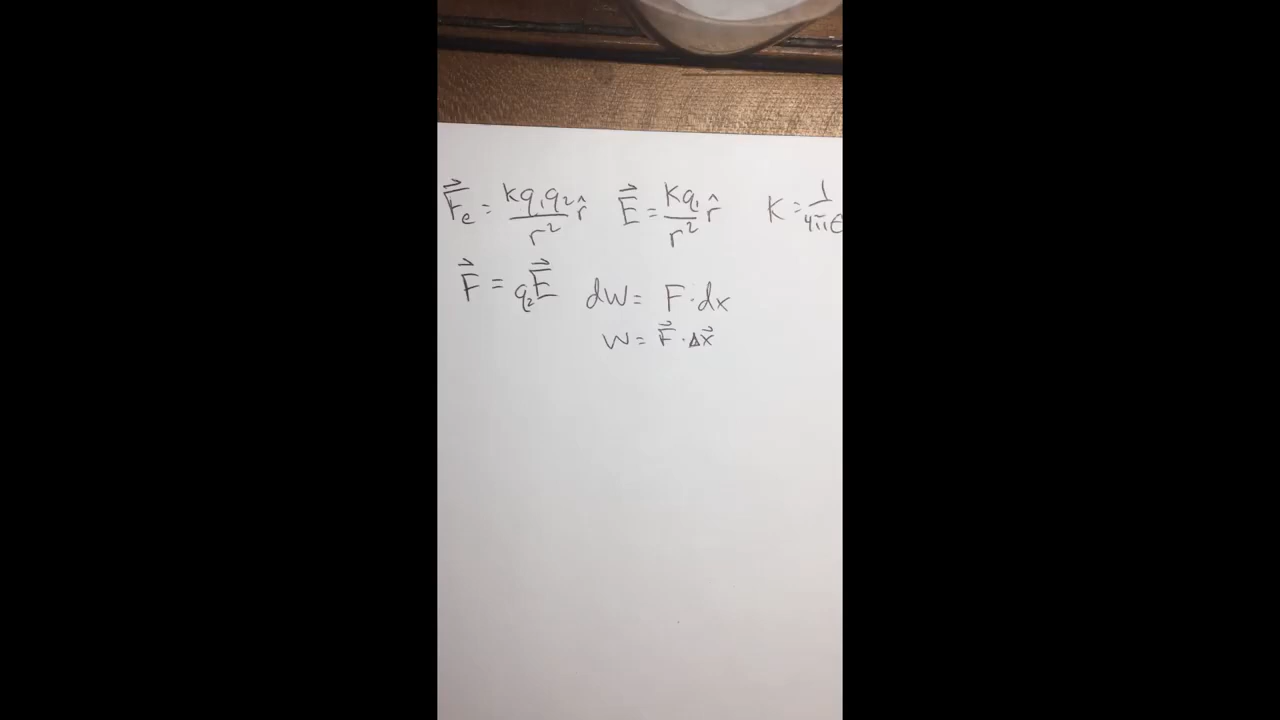 F⃗e = kq₁q₂/r² r̂   E⃗ = kq₁/r² r̂   K = 1/4πϵ
F⃗ = q₂E⃗   dW = F·dx
W = F⃗·Δx⃗